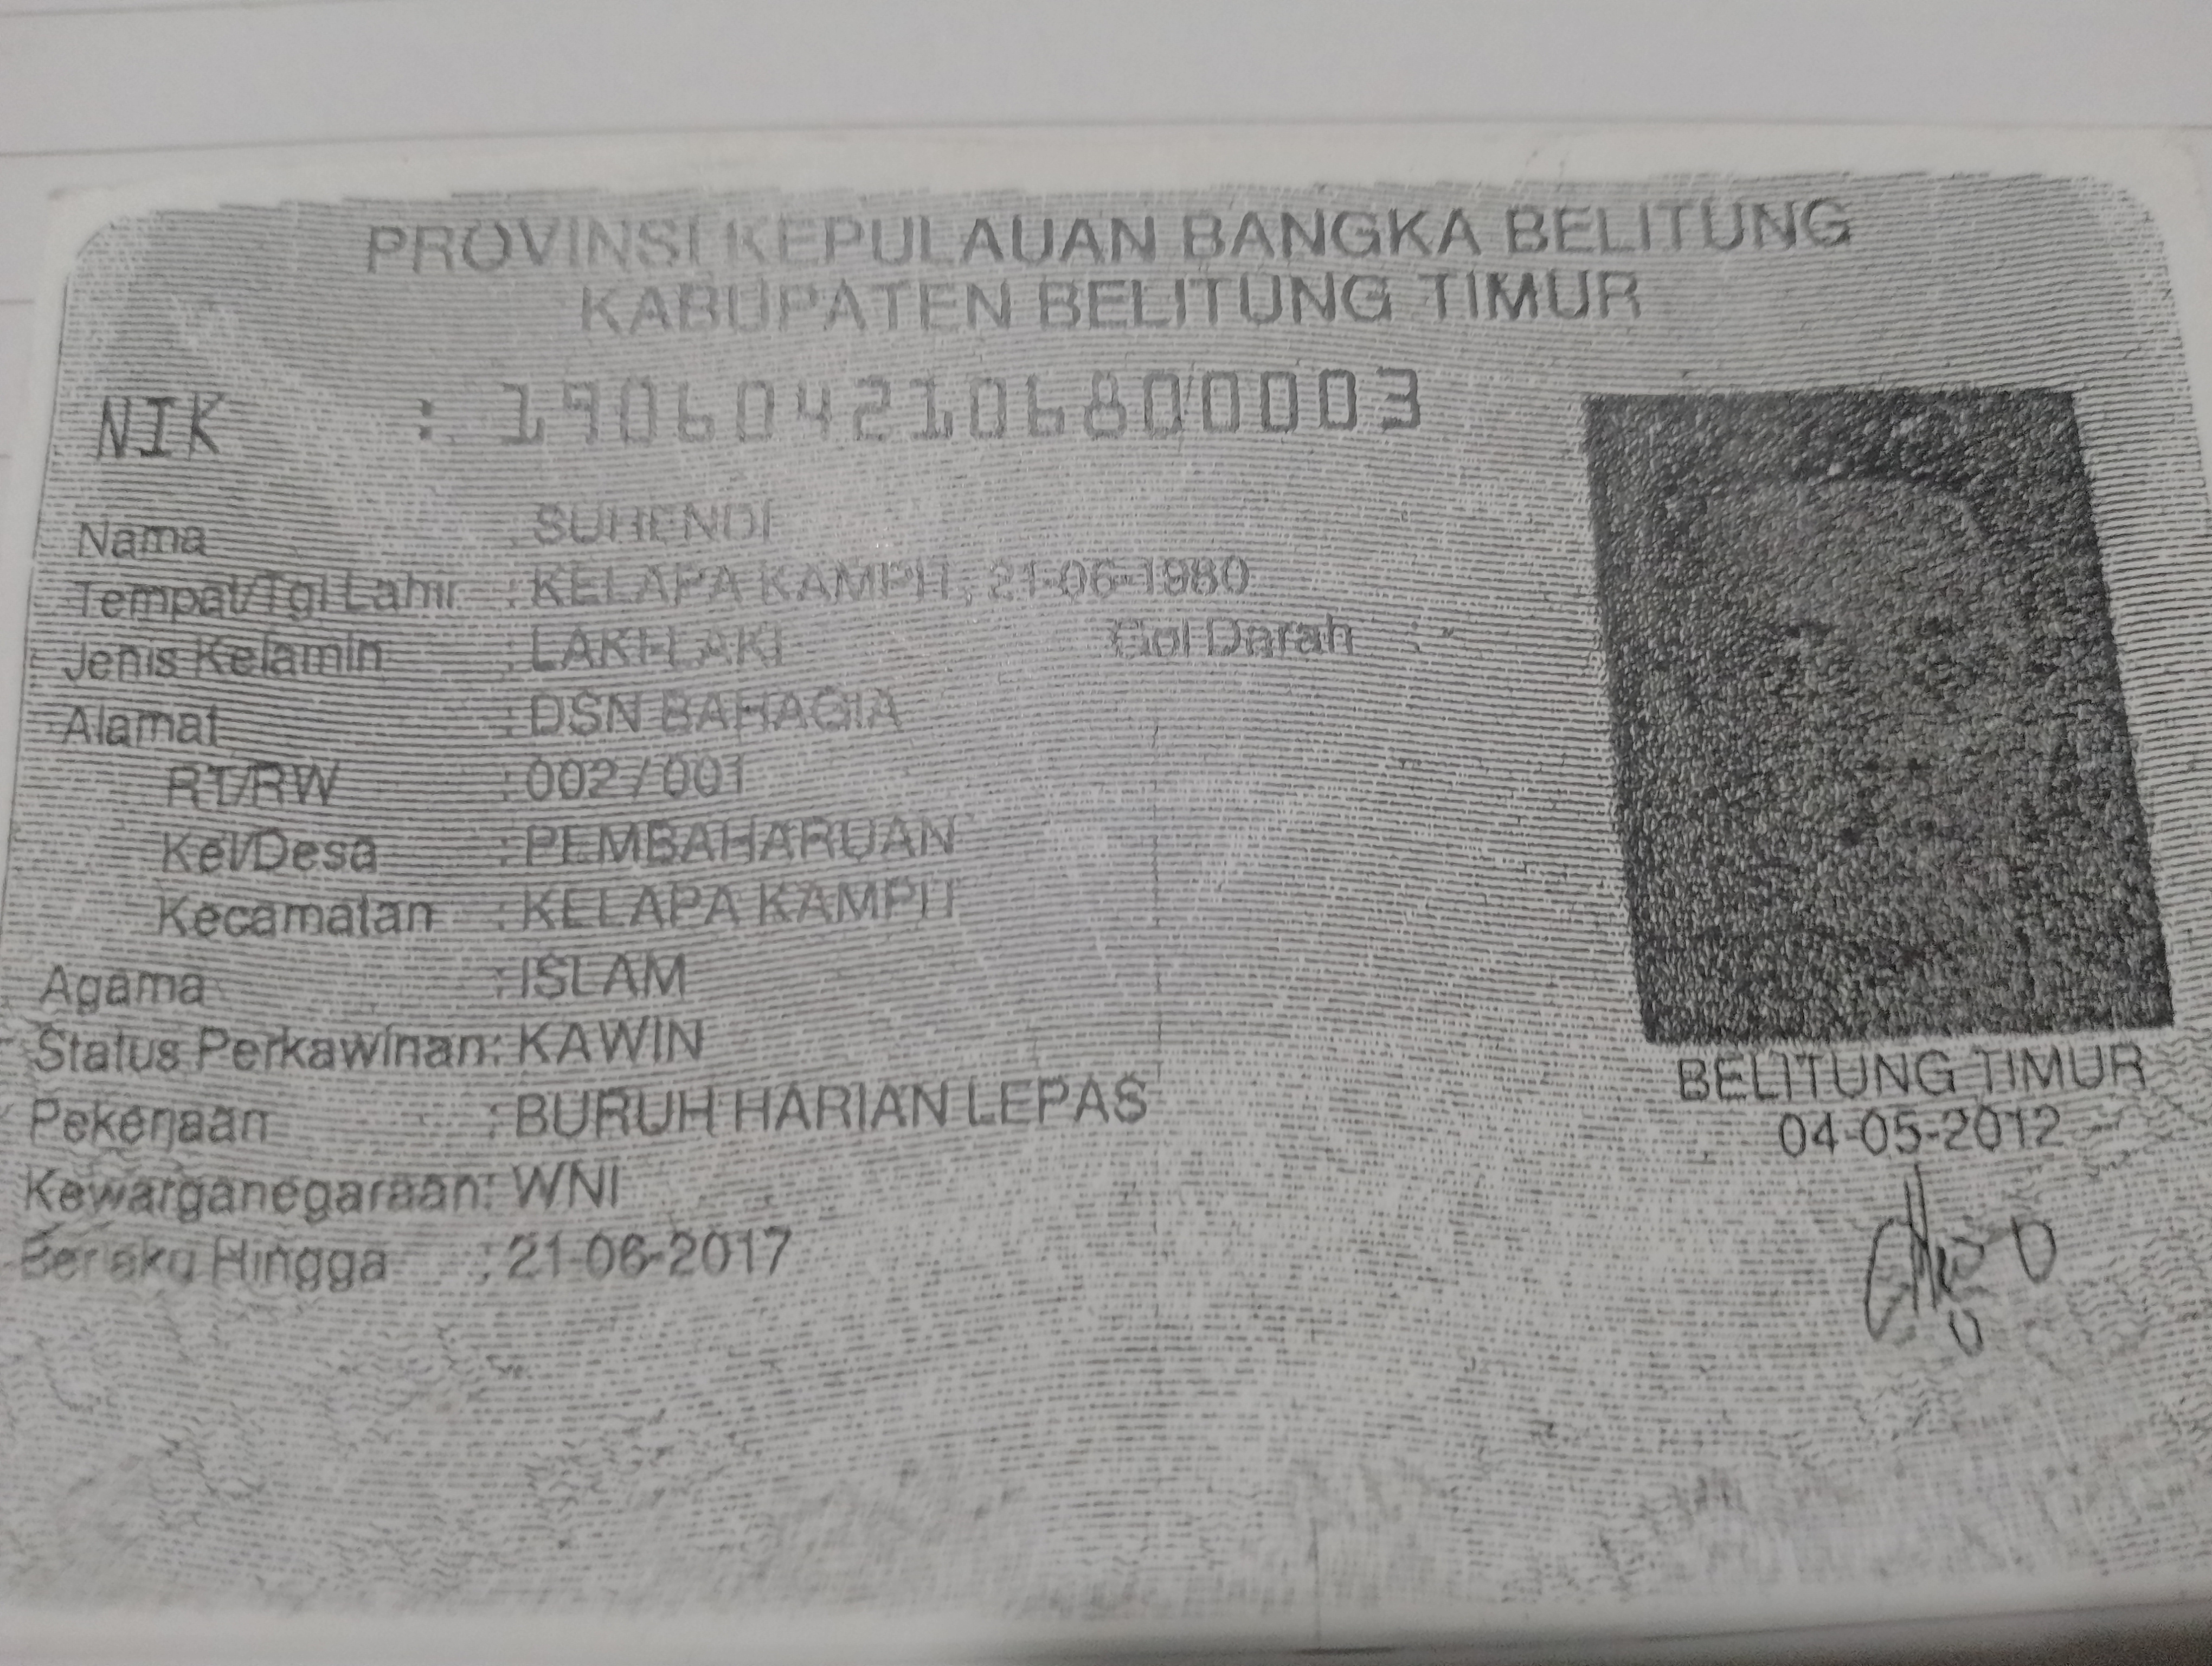 PROVINSI KEPULAUAN BANGKA BELITUNG
KABUPATEN BELITUNG TIMUR
NIK : 1906042106800003
Nama : SUHENDI
Tempat/Tgl Lahir : KELAPA KAMPIT, 21-06-1980
Jenis Kelamin : LAKI-LAKI Gol Darah : -
Alamat : DSN BAHAGIA
RT/RW : 002 / 001
Kel/Desa : PEMBAHARUAN
Kecamatan : KELAPA KAMPIT
Agama : ISLAM
Status Perkawinan: KAWIN
Pekerjaan : BURUH HARIAN LEPAS
Kewarganegaraan: WNI
Berlaku Hingga : 21-06-2017
BELITUNG TIMUR
04-05-2012